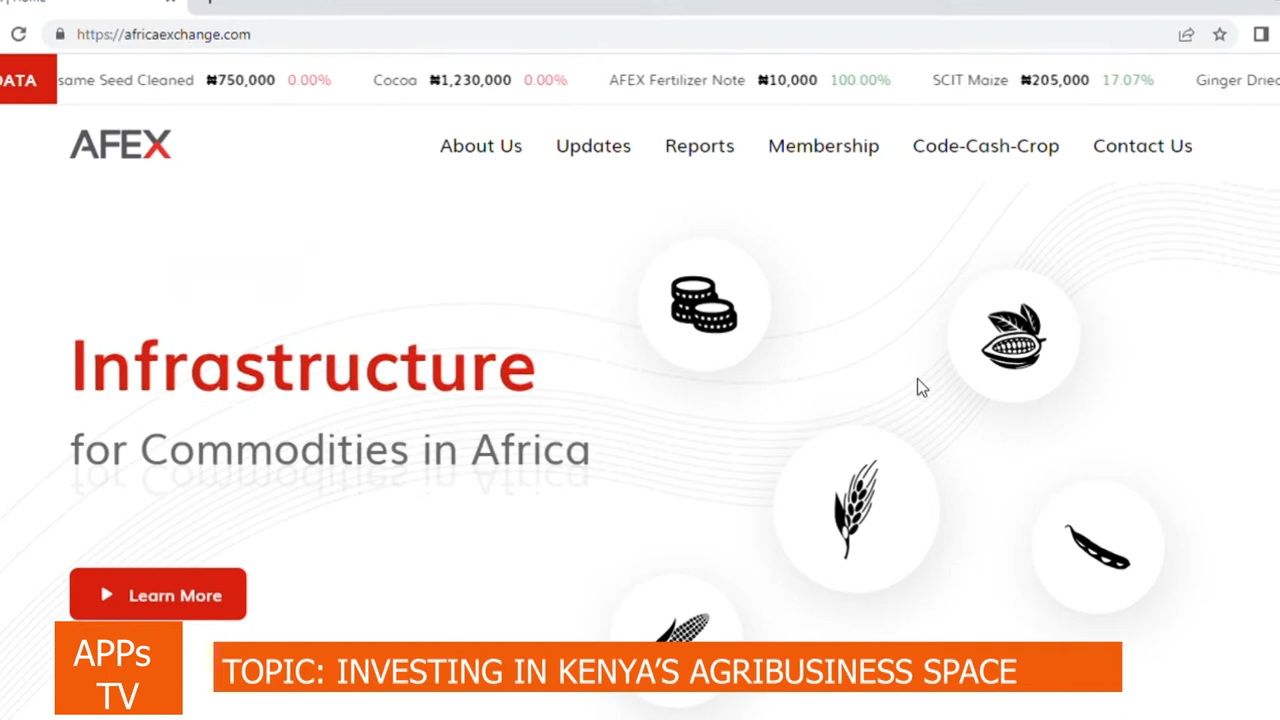 https://africaexchange.com
DATA
same Seed Cleaned ₦750,000 0.00% Cocoa ₦1,230,000 0.00% AFEX Fertilizer Note ₦10,000 100.00% SCIT Maize ₦205,000 17.07% Ginger Dried
AFEX
About Us Updates Reports Membership Code-Cash-Crop Contact Us
Infrastructure
for Commodities in Africa
Learn More
APPs
TV
TOPIC: INVESTING IN KENYA’S AGRIBUSINESS SPACE